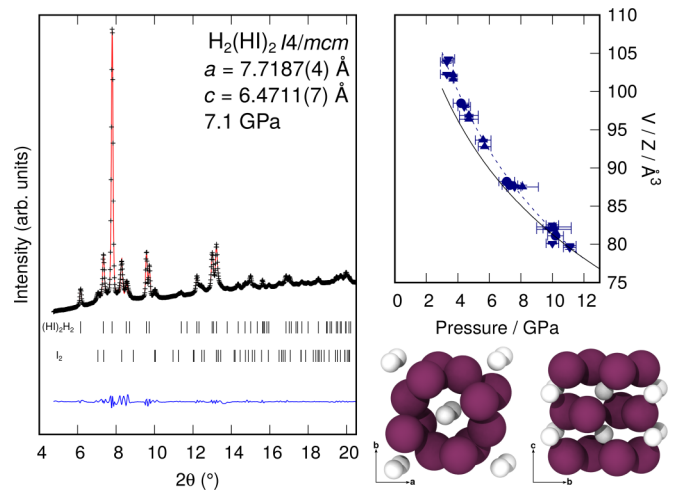 H₂(HI)₂ I4/mcm
a = 7.7187(4) Å
c = 6.4711(7) Å
7.1 GPa
Intensity (arb. units)
(HI)₂H₂
I₂
4 6 8 10 12 14 16 18 20
2θ (°)
110
105
100
95
90
85
80
75
V / Z / Å³
0 2 4 6 8 10 12
Pressure / GPa
b
a
c
b